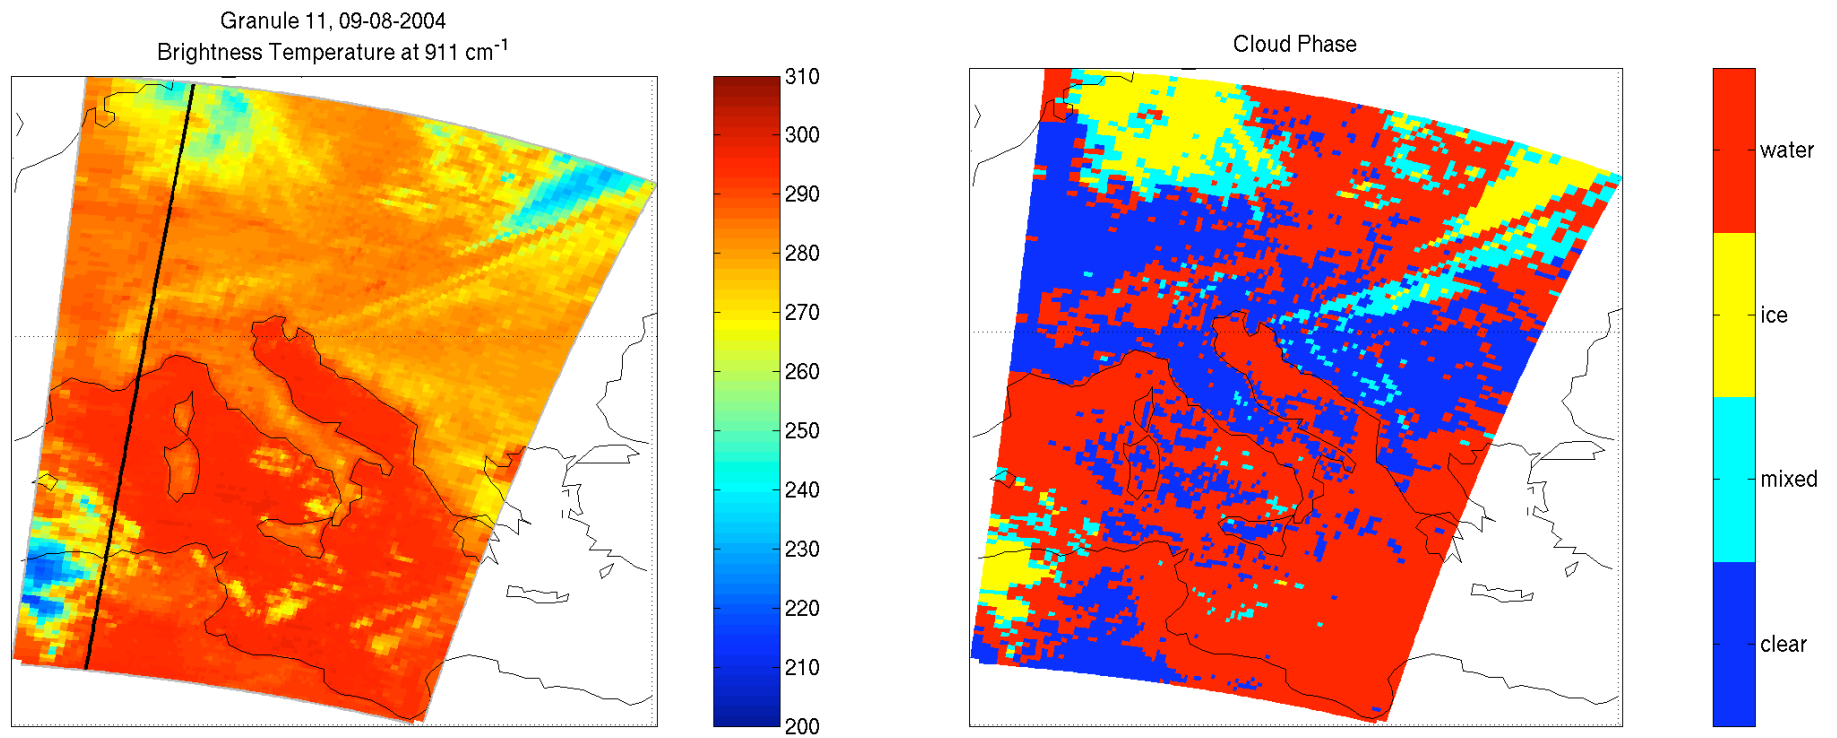 Granule 11, 09-08-2004
Brightness Temperature at 911 cm⁻¹
310
300
290
280
270
260
250
240
230
220
210
200
Cloud Phase
water
ice
mixed
clear